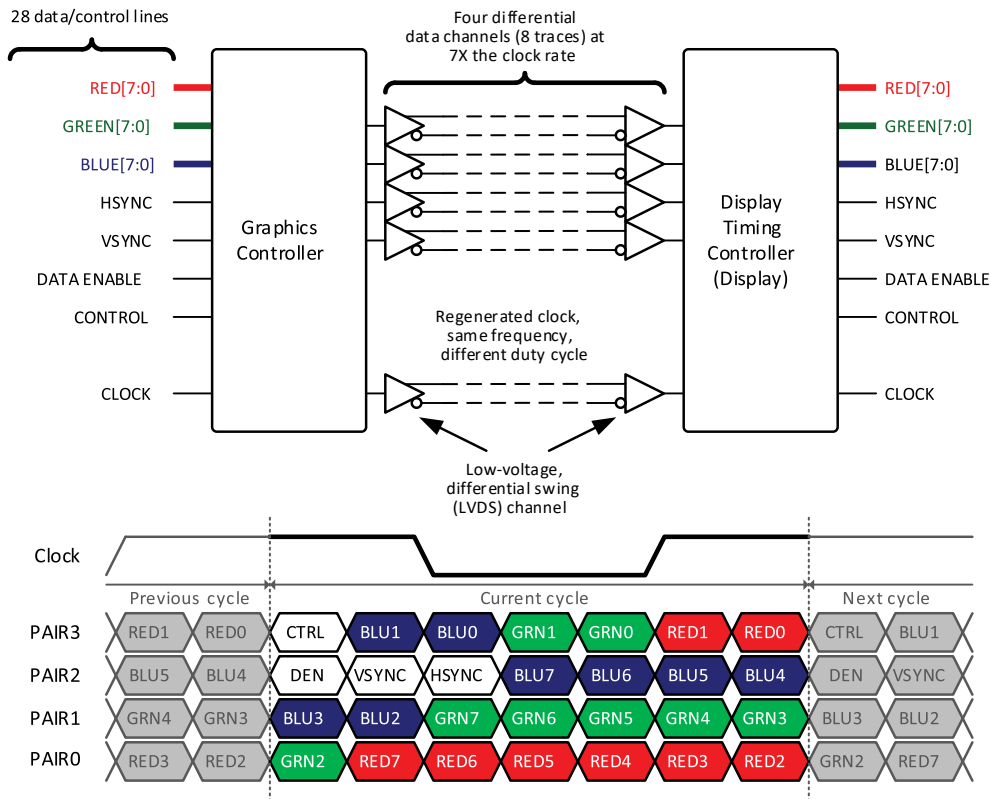 28 data/control lines
Four differential
data channels (8 traces) at
7X the clock rate
RED[7:0]
GREEN[7:0]
BLUE[7:0]
HSYNC
VSYNC
DATA ENABLE
CONTROL
CLOCK
Graphics
Controller
Regenerated clock,
same frequency,
different duty cycle
Low-voltage,
differential swing
(LVDS) channel
Display
Timing
Controller
(Display)
RED[7:0]
GREEN[7:0]
BLUE[7:0]
HSYNC
VSYNC
DATA ENABLE
CONTROL
CLOCK
Clock
Previous cycle Current cycle Next cycle
PAIR3 RED1 RED0 CTRL BLU1 BLU0 GRN1 GRN0 RED1 RED0 CTRL BLU1
PAIR2 BLU5 BLU4 DEN VSYNC HSYNC BLU7 BLU6 BLU5 BLU4 DEN VSYNC
PAIR1 GRN4 GRN3 BLU3 BLU2 GRN7 GRN6 GRN5 GRN4 GRN3 BLU3 BLU2
PAIR0 RED3 RED2 GRN2 RED7 RED6 RED5 RED4 RED3 RED2 GRN2 RED7